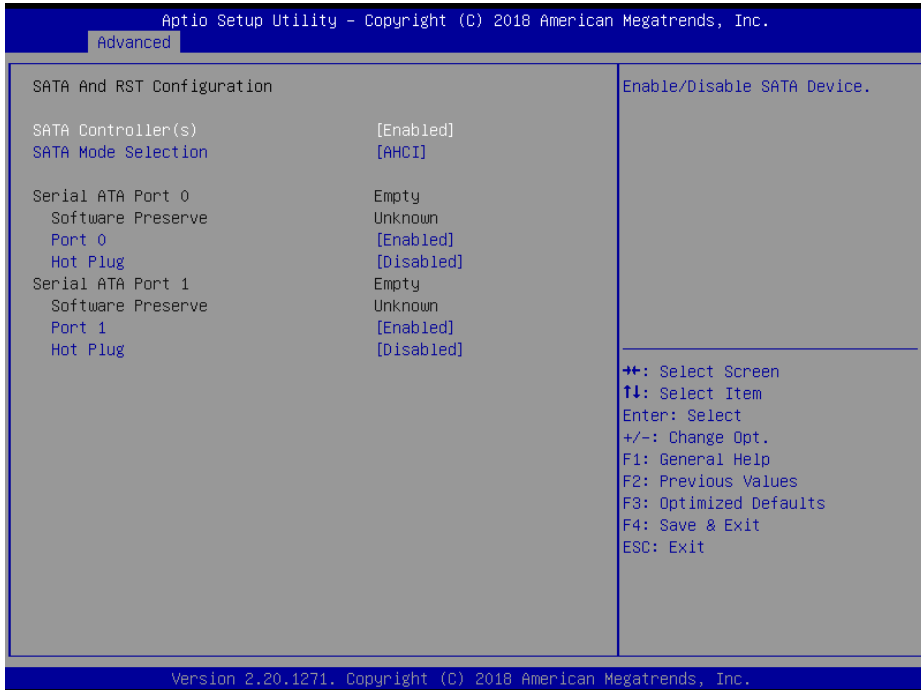 Aptio Setup Utility – Copyright (C) 2018 American Megatrends, Inc.
Advanced
SATA And RST Configuration
SATA Controller(s) [Enabled]
SATA Mode Selection [AHCI]
Serial ATA Port 0 Empty
Software Preserve Unknown
Port 0 [Enabled]
Hot Plug [Disabled]
Serial ATA Port 1 Empty
Software Preserve Unknown
Port 1 [Enabled]
Hot Plug [Disabled]
Enable/Disable SATA Device.
→←: Select Screen
↑↓: Select Item
Enter: Select
+/-: Change Opt.
F1: General Help
F2: Previous Values
F3: Optimized Defaults
F4: Save & Exit
ESC: Exit
Version 2.20.1271. Copyright (C) 2018 American Megatrends, Inc.